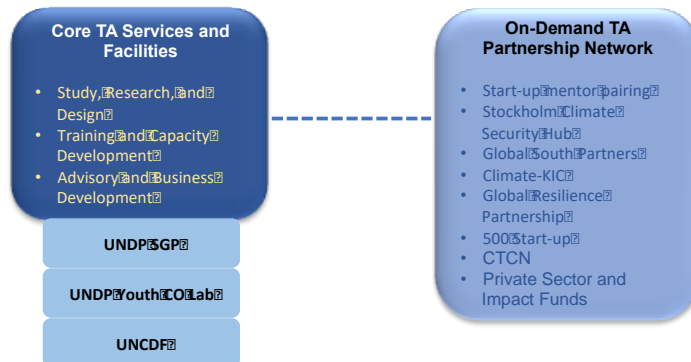 Core TA Services and
Facilities
• Study, Research, and
Design
• Training and Capacity
Development
• Advisory and Business
Development
UNDP SGP
UNDP Youth CO Lab
UNCDF
On-Demand TA
Partnership Network
• Start-up mentor pairing
• Stockholm Climate
Security Hub
• Global South Partners
• Climate-KIC
• Global Resilience
Partnership
• 500 Start-up
• CTCN
• Private Sector and
Impact Funds